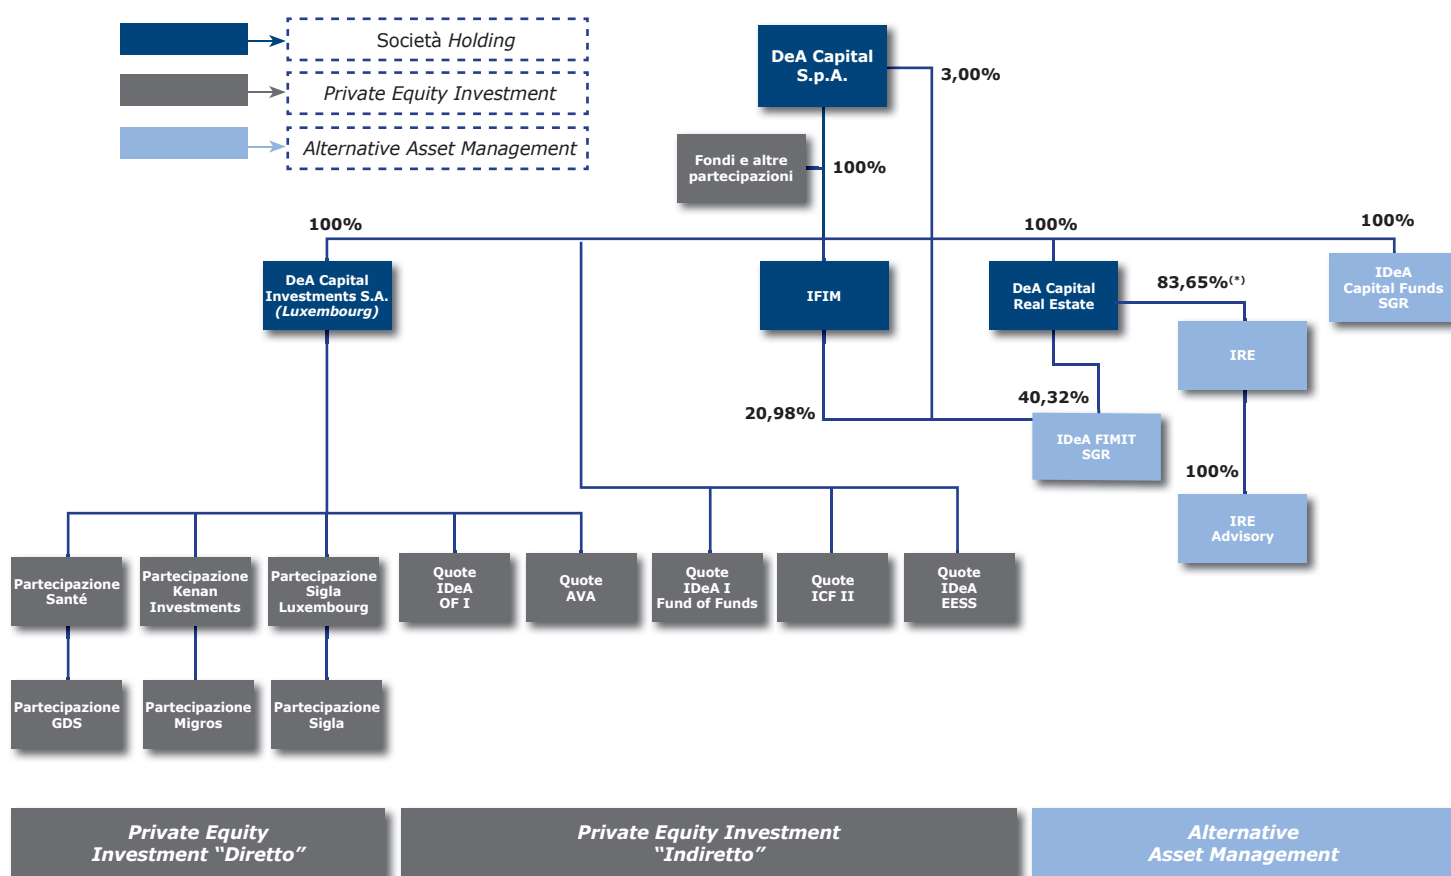 Società Holding
Private Equity Investment
Alternative Asset Management
DeA Capital
S.p.A.
3,00%
Fondi e altre
partecipazioni
100%
100%
100%
100%
DeA Capital
Investments S.A.
(Luxembourg)
IFIM
DeA Capital
Real Estate
83,65%(*)
IDeA
Capital Funds
SGR
IRE
20,98%
40,32%
IDeA FIMIT
SGR
100%
IRE
Advisory
Partecipazione
Santé
Partecipazione
Kenan
Investments
Partecipazione
Sigla
Luxembourg
Quote
IDeA
OF I
Quote
AVA
Quote
IDeA I
Fund of Funds
Quote
ICF II
Quote
IDeA
EESS
Partecipazione
GDS
Partecipazione
Migros
Partecipazione
Sigla
Private Equity
Investment “Diretto”
Private Equity Investment
“Indiretto”
Alternative
Asset Management